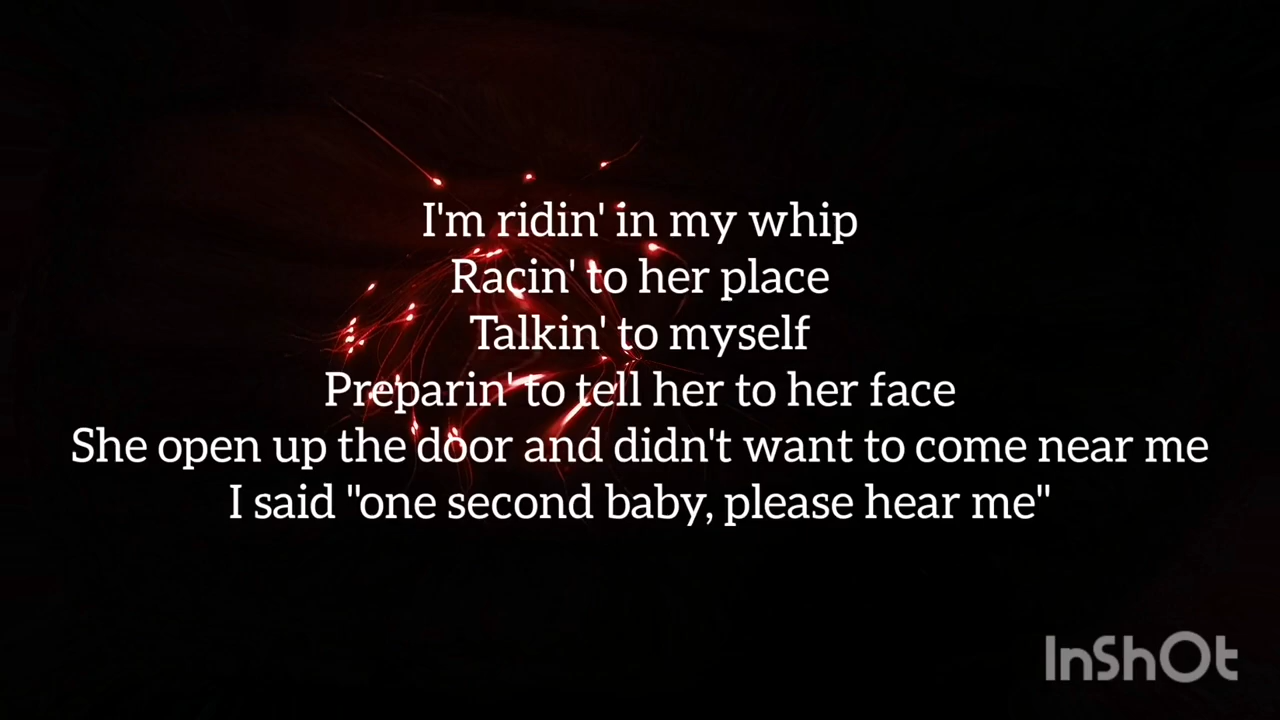 I'm ridin' in my whip
Racin' to her place
Talkin' to myself
Preparin' to tell her to her face
She open up the door and didn't want to come near me
I said "one second baby, please hear me"
InShOt